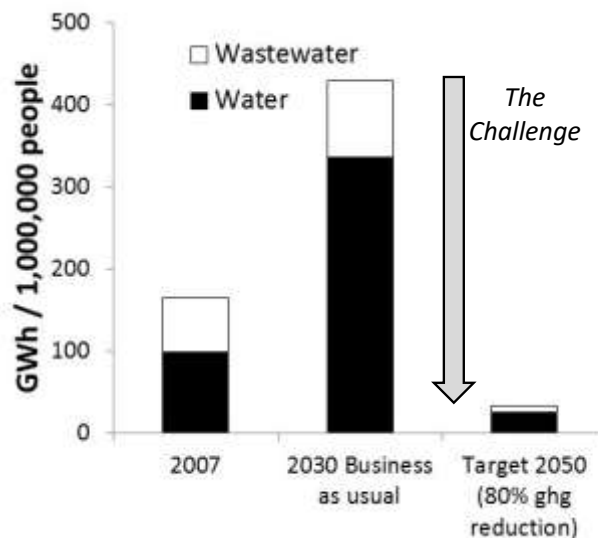 GWh / 1,000,000 people
500
400
300
200
100
0
Wastewater
Water
The
Challenge
2007
2030 Business
as usual
Target 2050
(80% ghg
reduction)